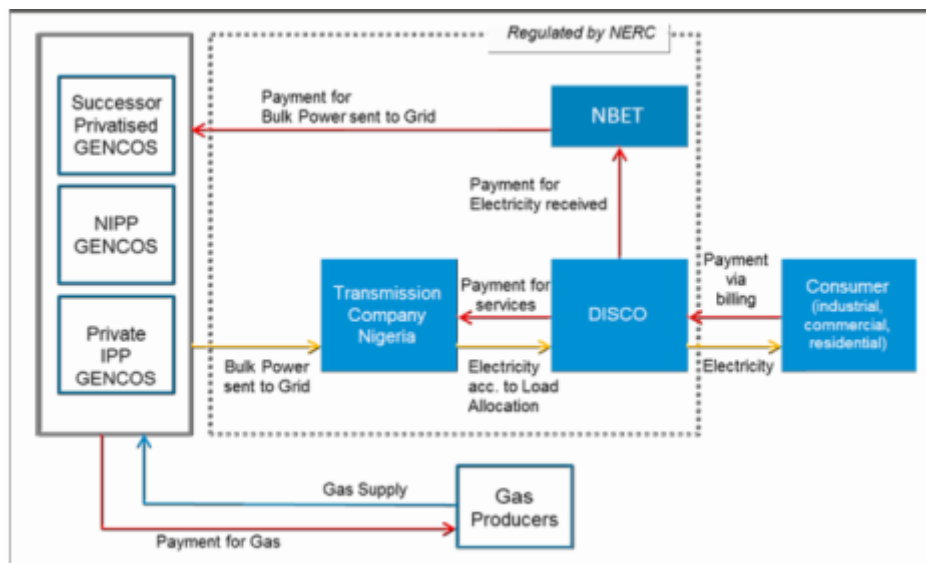 Regulated by NERC
Successor
Privatised
GENCOS
NIPP
GENCOS
Private
IPP
GENCOS
Payment for
Bulk Power sent to Grid
NBET
Payment for
Electricity received
Transmission
Company
Nigeria
Payment for
services
DISCO
Payment
via
billing
Consumer
(industrial,
commercial,
residential)
Bulk Power
sent to Grid
Electricity
acc. to Load
Allocation
Electricity
Gas Supply
Gas
Producers
Payment for Gas